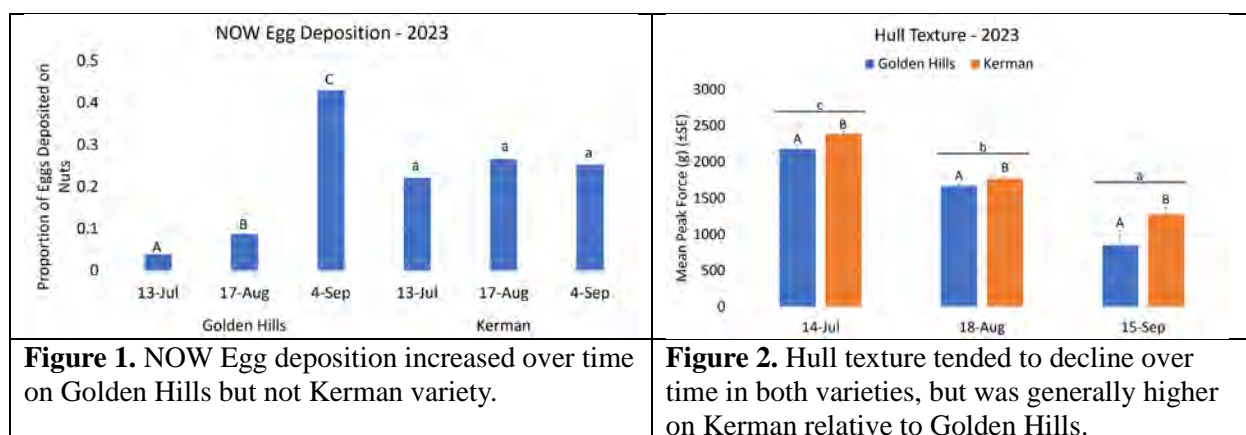 NOW Egg Deposition - 2023
Proportion of Eggs Deposited on
Nuts
0.5
0.4
0.3
0.2
0.1
0
A
B
C
a
a
a
13-Jul 17-Aug 4-Sep 13-Jul 17-Aug 4-Sep
Golden Hills Kerman
Figure 1. NOW Egg deposition increased over time
on Golden Hills but not Kerman variety.
Hull Texture - 2023
Golden Hills Kerman
Mean Peak Force (g) (±SE)
3000
2500
2000
1500
1000
500
0
c
A B
b
A B
a
A B
14-Jul 18-Aug 15-Sep
Figure 2. Hull texture tended to decline over
time in both varieties, but was generally higher
on Kerman relative to Golden Hills.